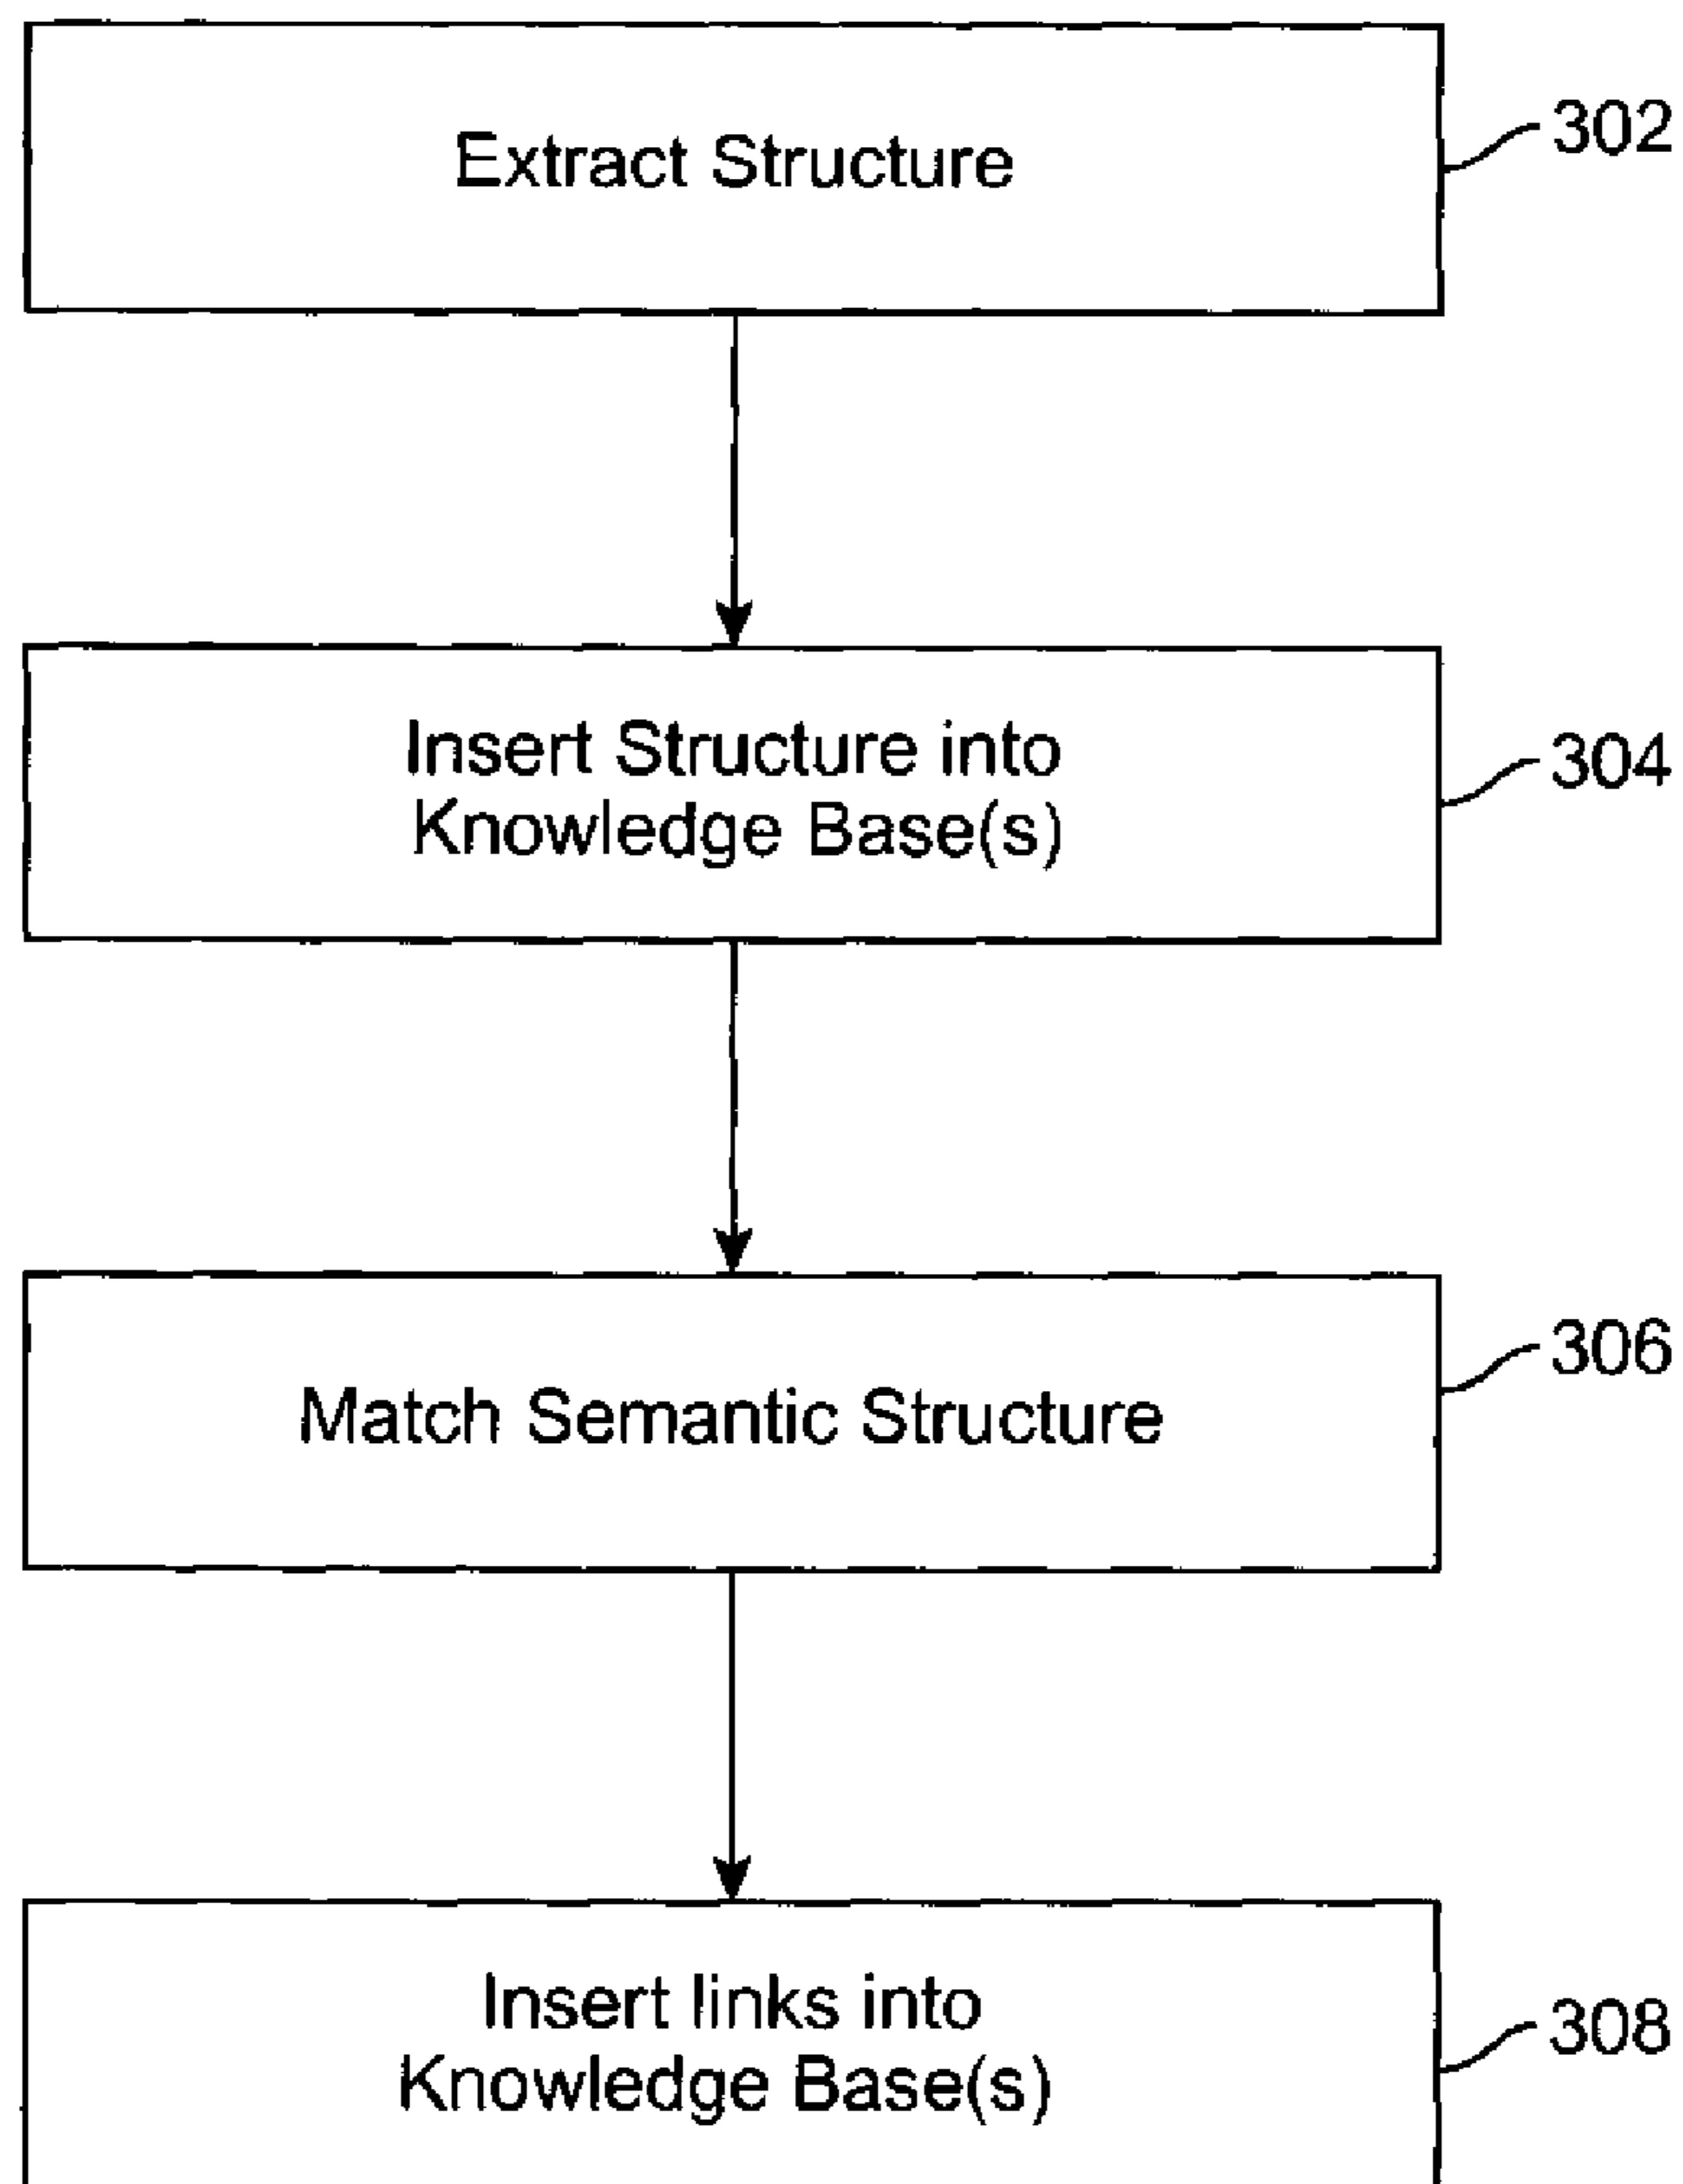 Extract Structure
302
Insert Structure into
Knowledge Base(s)
304
Match Semantic Structure
306
Insert links into
Knowledge Base(s)
308